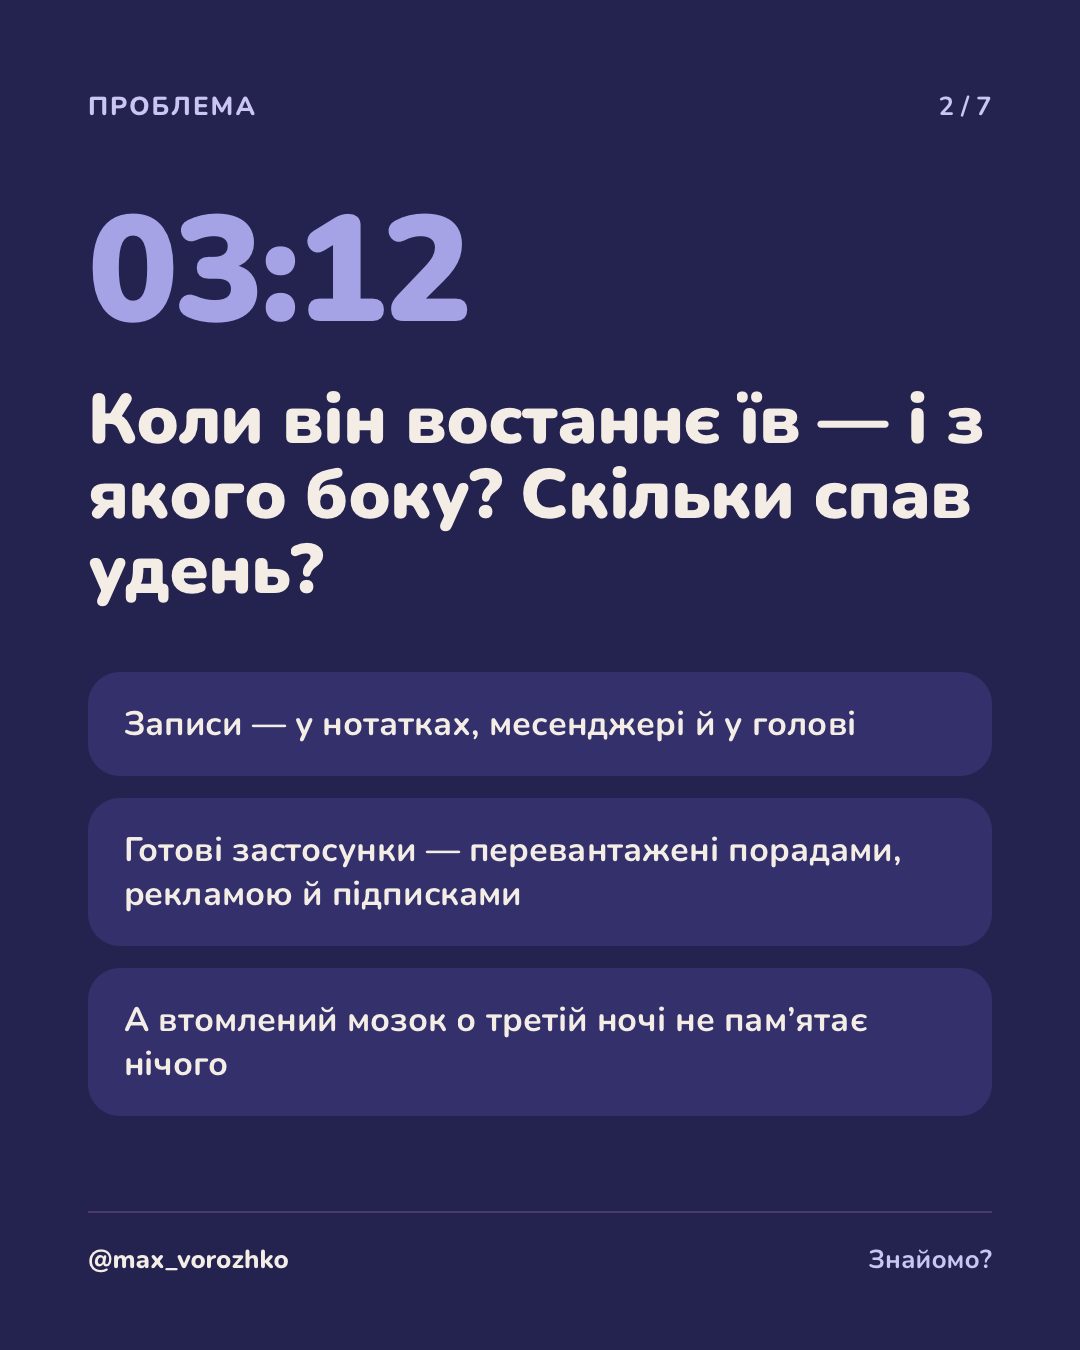 ПРОБЛЕМА
2 / 7
03:12
Коли він востаннє їв — і з
якого боку? Скільки спав
удень?
Записи — у нотатках, месенджері й у голові
Готові застосунки — перевантажені порадами,
рекламою й підписками
А втомлений мозок о третій ночі не пам’ятає
нічого
@max_vorozhko
Знайомо?